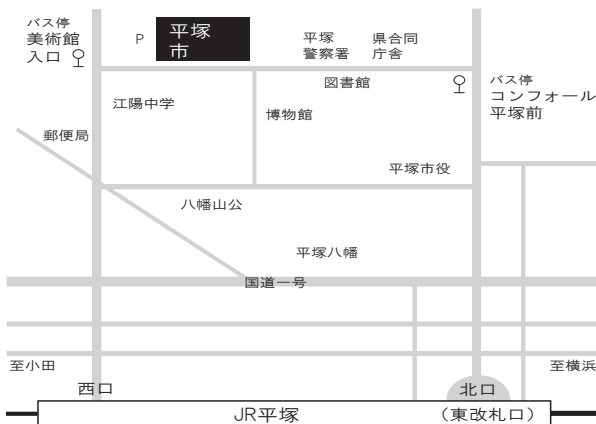 バス停
美術館
入口
P
平塚
市
平塚
警察署
県合同
庁舎
図書館
バス停
コンフォール
平塚前
江陽中学
博物館
郵便局
平塚市役
八幡山公
平塚八幡
国道一号
至小田
至横浜
西口
北口
JR平塚
（東改札口）